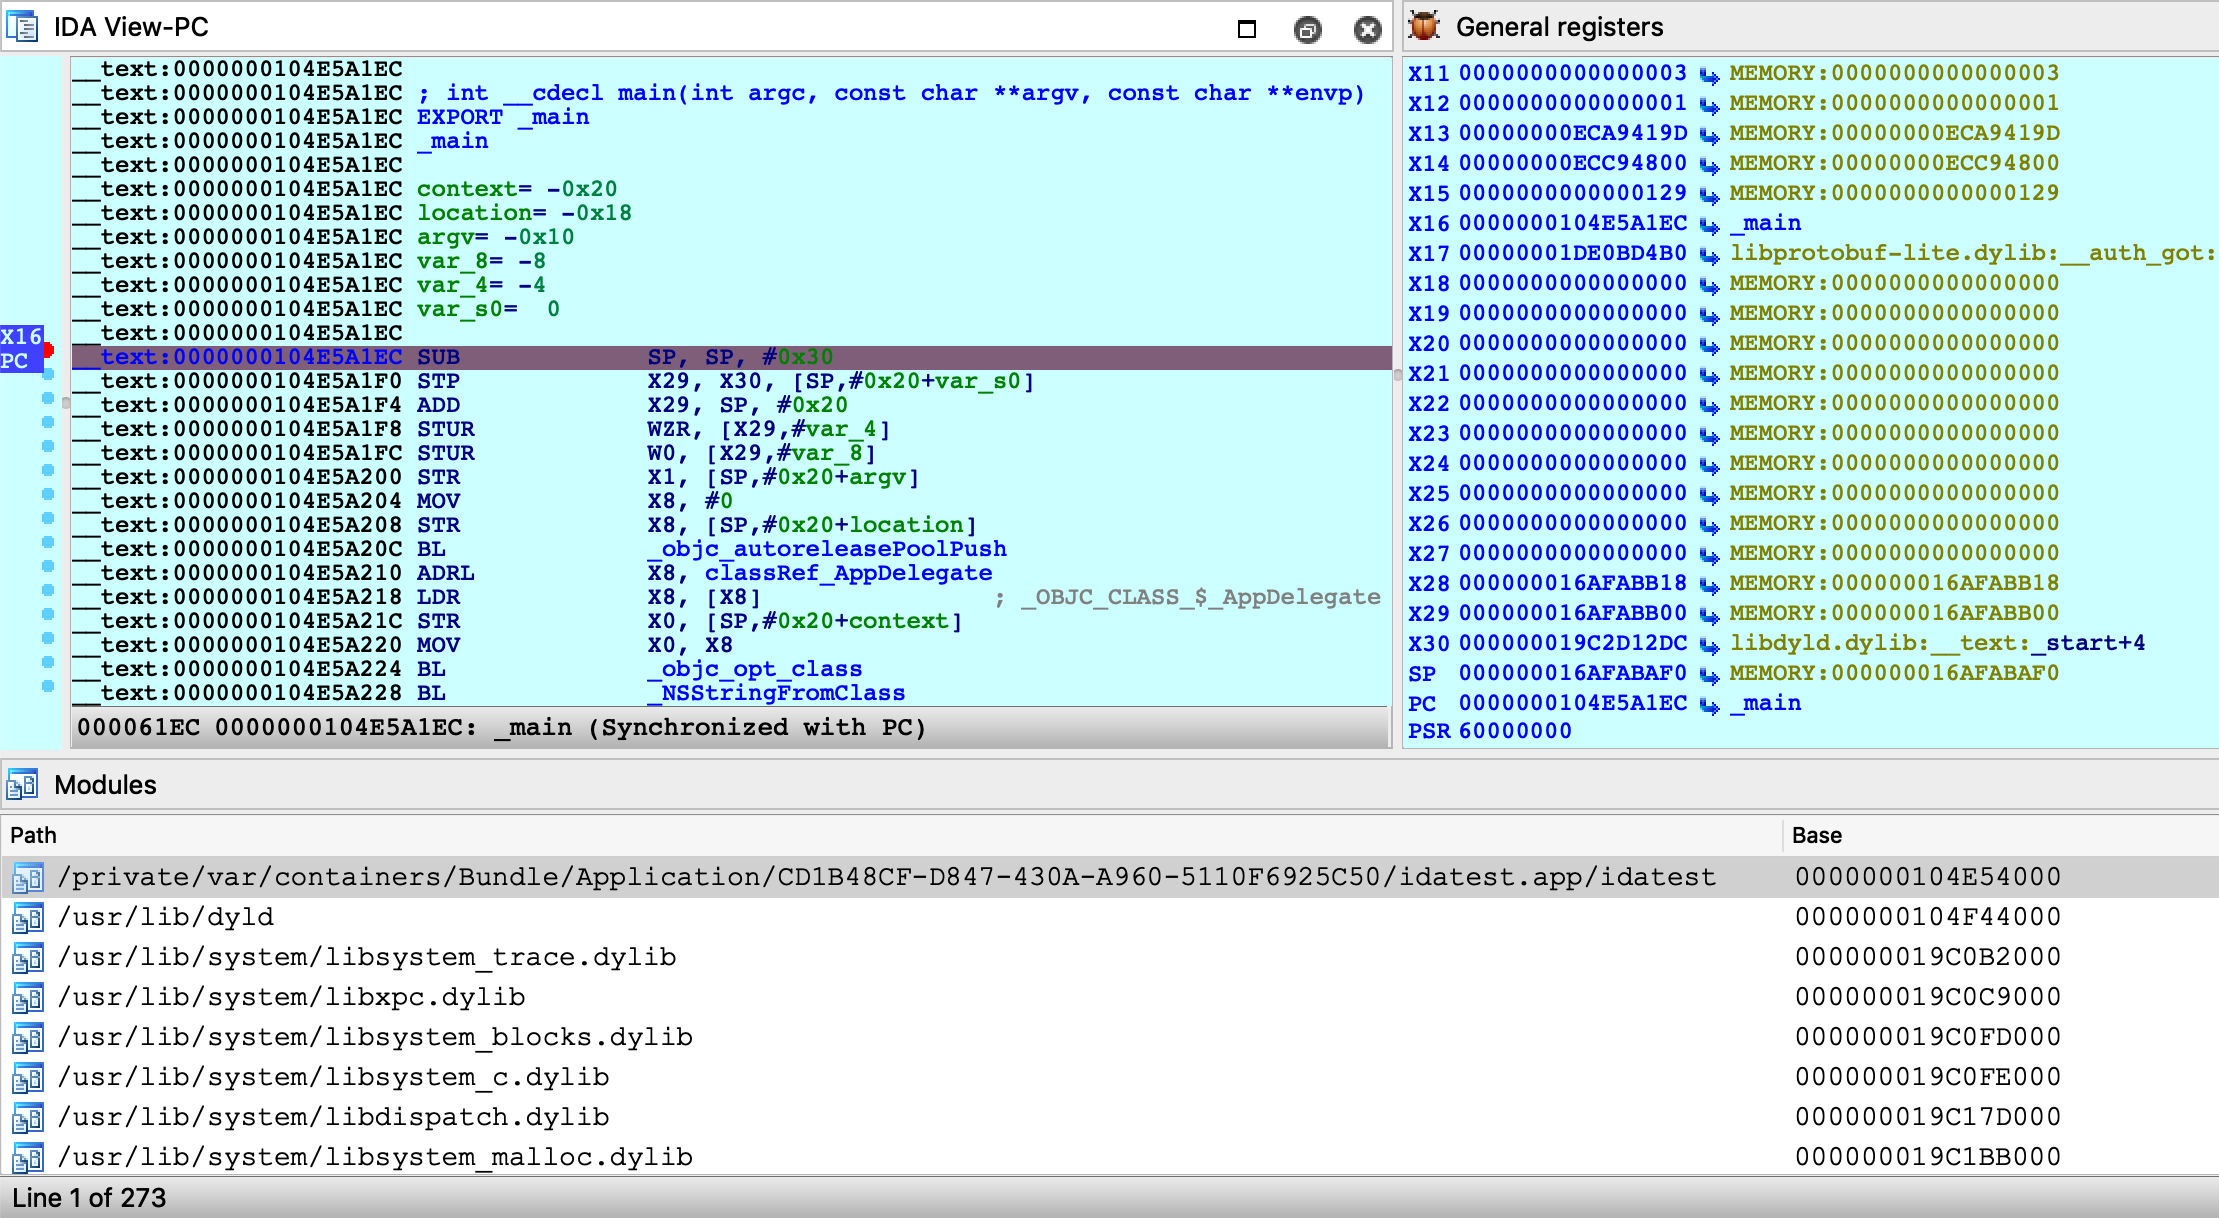 IDA View-PC
__text:0000000104E5A1EC
__text:0000000104E5A1EC ; int __cdecl main(int argc, const char **argv, const char **envp)
__text:0000000104E5A1EC EXPORT _main
__text:0000000104E5A1EC _main
__text:0000000104E5A1EC
__text:0000000104E5A1EC context= -0x20
__text:0000000104E5A1EC location= -0x18
__text:0000000104E5A1EC argv= -0x10
__text:0000000104E5A1EC var_8= -8
__text:0000000104E5A1EC var_4= -4
__text:0000000104E5A1EC var_s0=  0
__text:0000000104E5A1EC
X16
PC
__text:0000000104E5A1EC SUB SP, SP, #0x30
__text:0000000104E5A1F0 STP X29, X30, [SP,#0x20+var_s0]
__text:0000000104E5A1F4 ADD X29, SP, #0x20
__text:0000000104E5A1F8 STUR WZR, [X29,#var_4]
__text:0000000104E5A1FC STUR W0, [X29,#var_8]
__text:0000000104E5A200 STR X1, [SP,#0x20+argv]
__text:0000000104E5A204 MOV X8, #0
__text:0000000104E5A208 STR X8, [SP,#0x20+location]
__text:0000000104E5A20C BL _objc_autoreleasePoolPush
__text:0000000104E5A210 ADRL X8, classRef_AppDelegate
__text:0000000104E5A218 LDR X8, [X8] ; _OBJC_CLASS_$_AppDelegate
__text:0000000104E5A21C STR X0, [SP,#0x20+context]
__text:0000000104E5A220 MOV X0, X8
__text:0000000104E5A224 BL _objc_opt_class
__text:0000000104E5A228 BL _NSStringFromClass
000061EC 0000000104E5A1EC: _main (Synchronized with PC)
General registers
X11 0000000000000003 MEMORY:0000000000000003
X12 0000000000000001 MEMORY:0000000000000001
X13 00000000ECA9419D MEMORY:00000000ECA9419D
X14 00000000ECC94800 MEMORY:00000000ECC94800
X15 0000000000000129 MEMORY:0000000000000129
X16 0000000104E5A1EC _main
X17 00000001DE0BD4B0 libprotobuf-lite.dylib:__auth_got:
X18 0000000000000000 MEMORY:0000000000000000
X19 0000000000000000 MEMORY:0000000000000000
X20 0000000000000000 MEMORY:0000000000000000
X21 0000000000000000 MEMORY:0000000000000000
X22 0000000000000000 MEMORY:0000000000000000
X23 0000000000000000 MEMORY:0000000000000000
X24 0000000000000000 MEMORY:0000000000000000
X25 0000000000000000 MEMORY:0000000000000000
X26 0000000000000000 MEMORY:0000000000000000
X27 0000000000000000 MEMORY:0000000000000000
X28 000000016AFABB18 MEMORY:000000016AFABB18
X29 000000016AFABB00 MEMORY:000000016AFABB00
X30 000000019C2D12DC libdyld.dylib:__text:_start+4
SP 000000016AFABAF0 MEMORY:000000016AFABAF0
PC 0000000104E5A1EC _main
PSR 60000000
Modules
Path Base
/private/var/containers/Bundle/Application/CD1B48CF-D847-430A-A960-5110F6925C50/idatest.app/idatest 0000000104E54000
/usr/lib/dyld 0000000104F44000
/usr/lib/system/libsystem_trace.dylib 000000019C0B2000
/usr/lib/system/libxpc.dylib 000000019C0C9000
/usr/lib/system/libsystem_blocks.dylib 000000019C0FD000
/usr/lib/system/libsystem_c.dylib 000000019C0FE000
/usr/lib/system/libdispatch.dylib 000000019C17D000
/usr/lib/system/libsystem_malloc.dylib 000000019C1BB000
Line 1 of 273